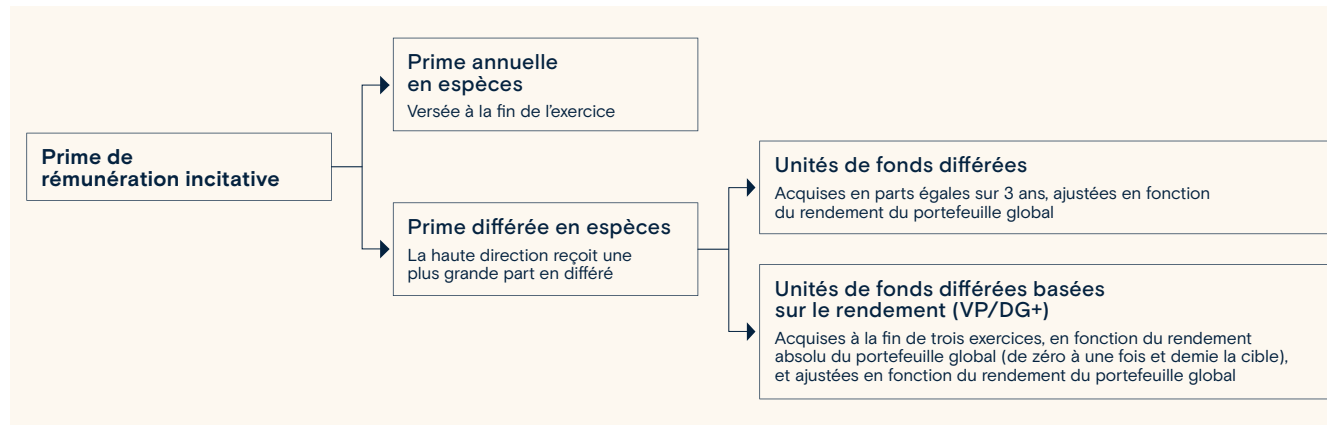 Prime de
rémunération incitative
Prime annuelle
en espèces
Versée à la fin de l'exercice
Prime différée en espèces
La haute direction reçoit une
plus grande part en différé
Unités de fonds différées
Acquises en parts égales sur 3 ans, ajustées en fonction
du rendement du portefeuille global
Unités de fonds différées basées
sur le rendement (VP/DG+)
Acquises à la fin de trois exercices, en fonction du rendement
absolu du portefeuille global (de zéro à une fois et demie la cible),
et ajustées en fonction du rendement du portefeuille global